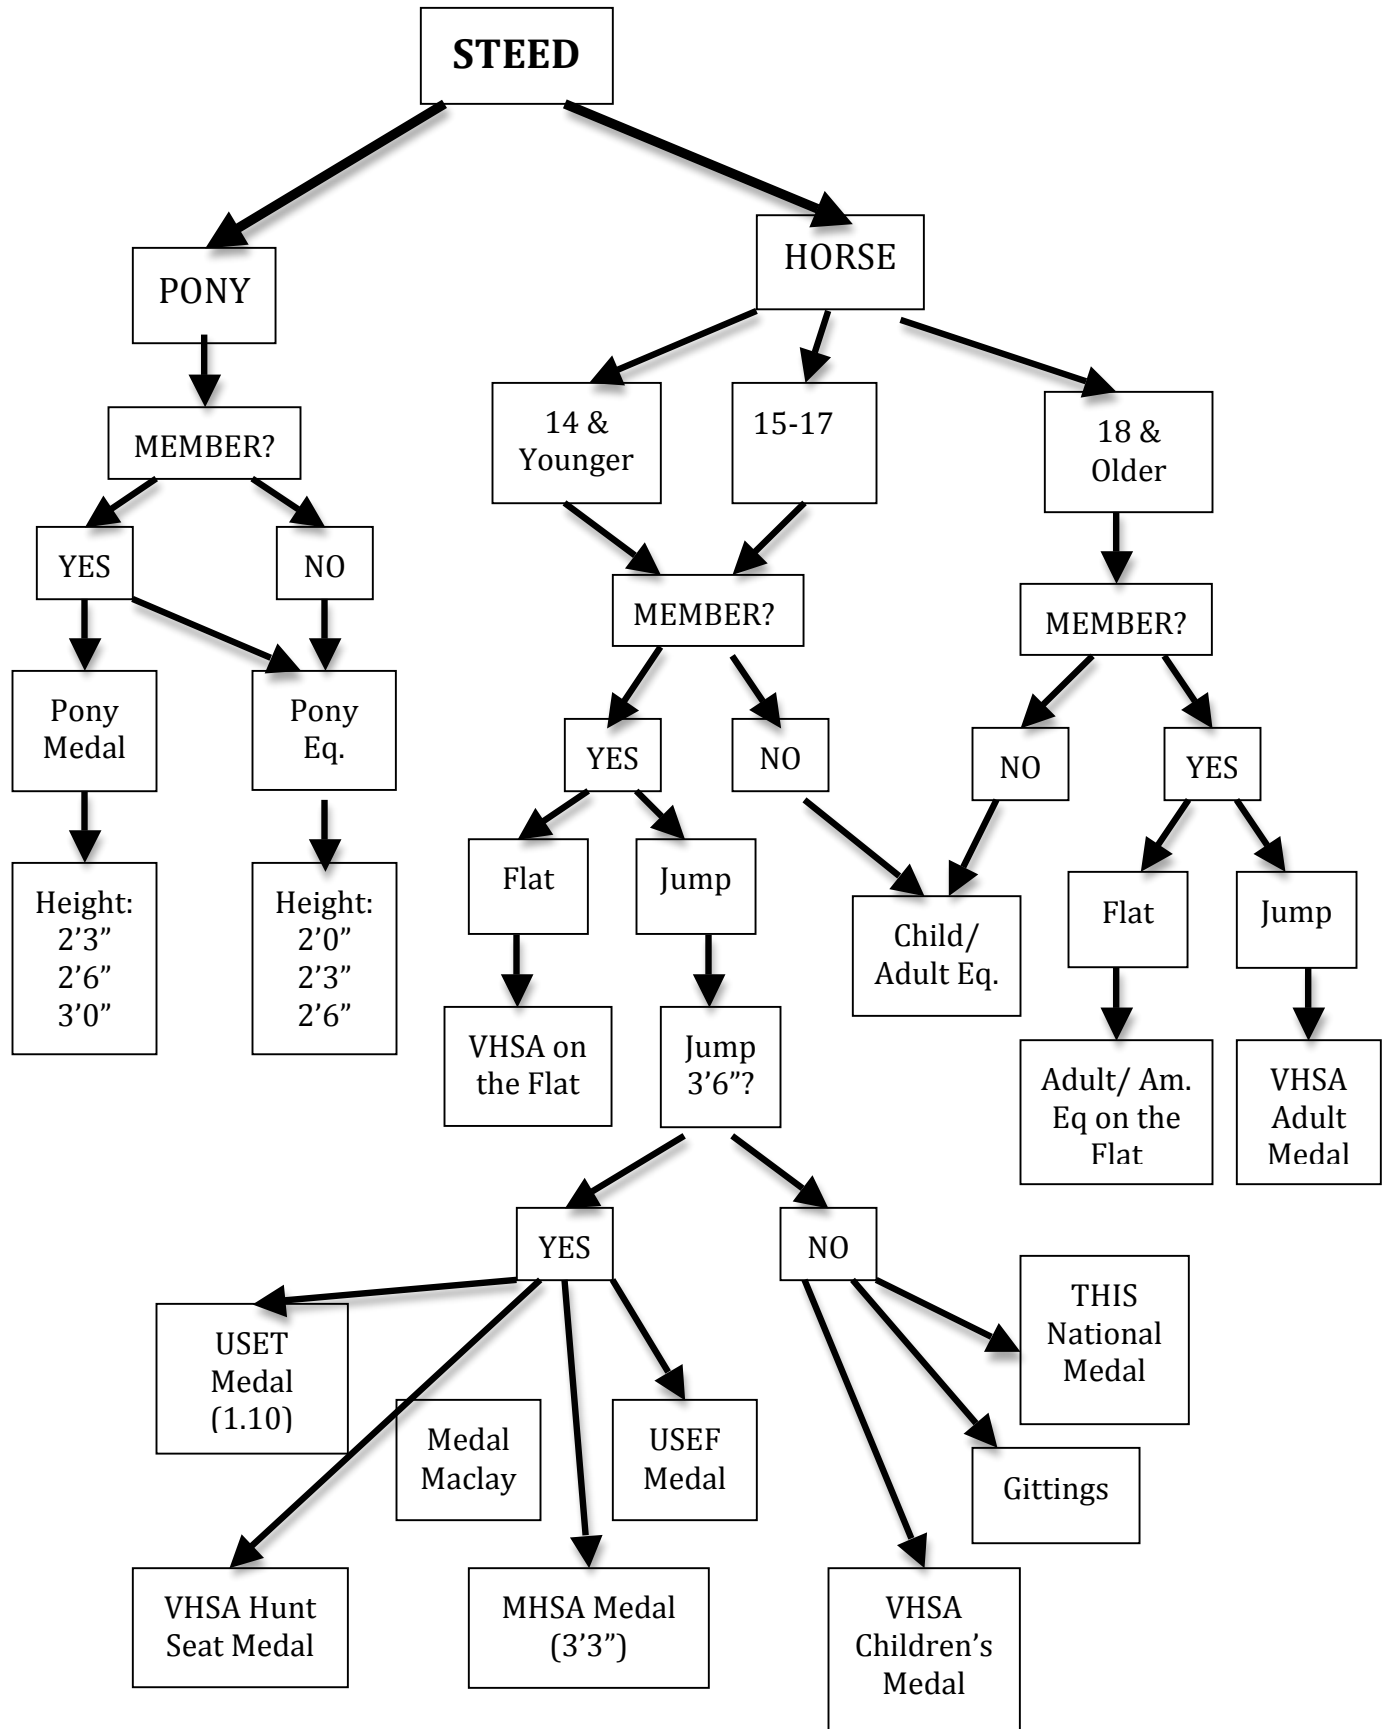 STEED
PONY
HORSE
14 &
Younger
15-17
18 &
Older
MEMBER?
YES
NO
MEMBER?
MEMBER?
Pony
Medal
Pony
Eq.
YES
NO
NO
YES
Height:
2’3”
2’6”
3’0”
Height:
2’0”
2’3”
2’6”
Flat
Jump
Child/
Adult Eq.
Flat
Jump
VHSA on
the Flat
Jump
3’6”?
Adult/ Am.
Eq on the
Flat
VHSA
Adult
Medal
YES
NO
USET
Medal
(1.10)
Medal
Maclay
USEF
Medal
THIS
National
Medal
Gittings
VHSA Hunt
Seat Medal
MHSA Medal
(3’3”)
VHSA
Children’s
Medal